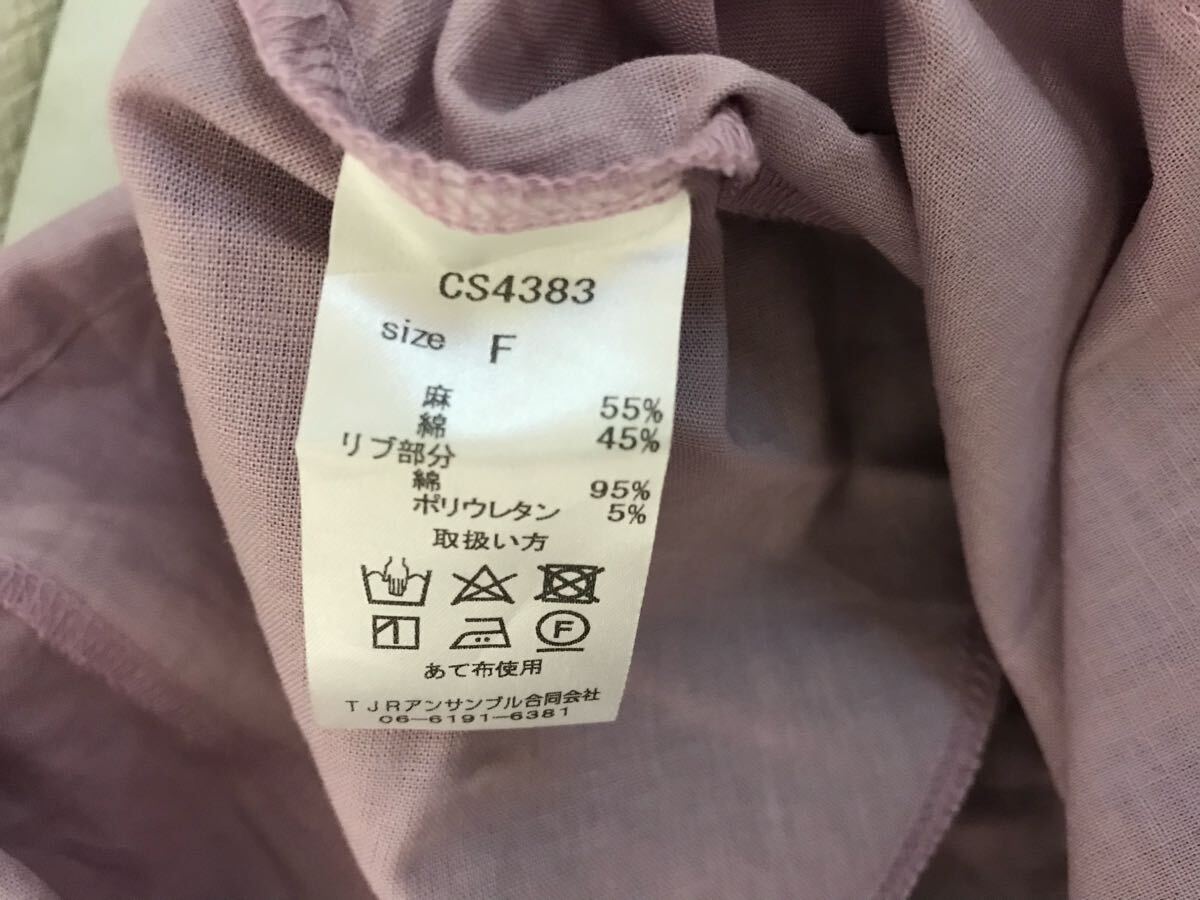 CS4383
size F
麻 55%
綿 45%
リブ部分
綿 95%
ポリウレタン 5%
取扱い方
F
あて布使用
TJRアンサンブル合同会社
06-6191-6381